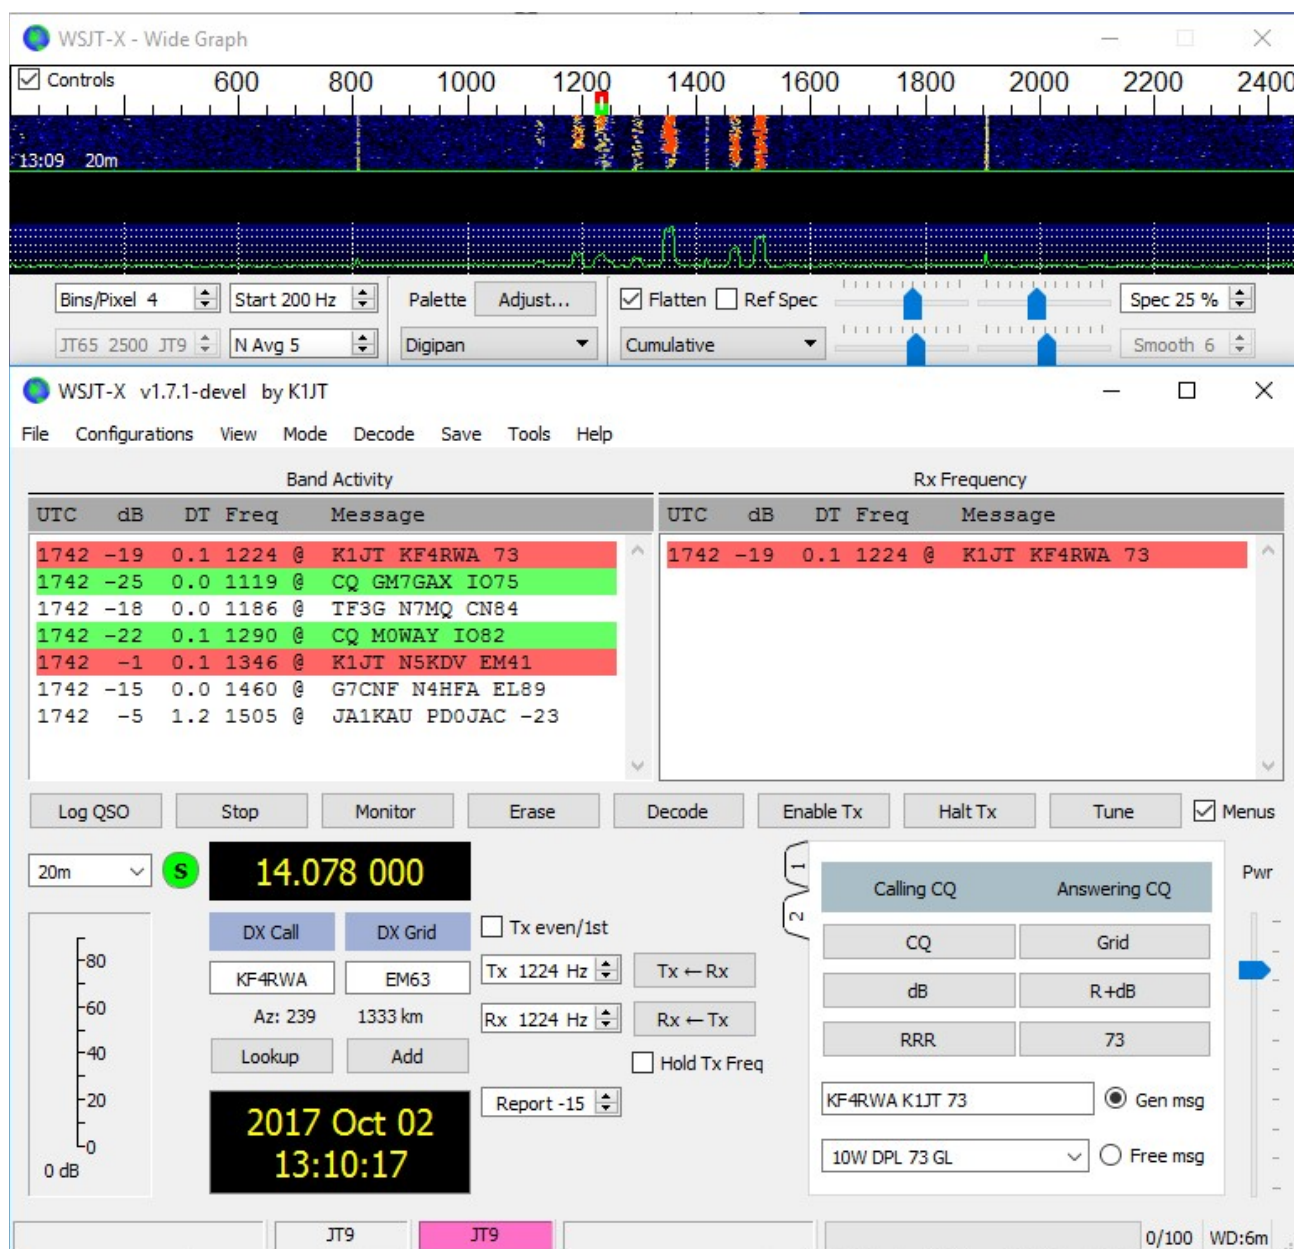 WSJT-X - Wide Graph
Controls 600 800 1000 1200 1400 1600 1800 2000 2200 2400
13:09 20m
Bins/Pixel 4 Start 200 Hz Palette Adjust... Flatten Ref Spec Spec 25 %
JT65 2500 JT9 N Avg 5 Digipan Cumulative Smooth 6
WSJT-X v1.7.1-devel by K1JT
File Configurations View Mode Decode Save Tools Help
Band Activity Rx Frequency
UTC dB DT Freq Message UTC dB DT Freq Message
1742 -19 0.1 1224 @ K1JT KF4RWA 73 1742 -19 0.1 1224 @ K1JT KF4RWA 73
1742 -25 0.0 1119 @ CQ GM7GAX IO75
1742 -18 0.0 1186 @ TF3G N7MQ CN84
1742 -22 0.1 1290 @ CQ M0WAY IO82
1742 -1 0.1 1346 @ K1JT N5KDV EM41
1742 -15 0.0 1460 @ G7CNF N4HFA EL89
1742 -5 1.2 1505 @ JA1KAU PD0JAC -23
Log QSO Stop Monitor Erase Decode Enable Tx Halt Tx Tune Menus
20m S 14.078 000 1 Calling CQ Answering CQ Pwr
DX Call DX Grid Tx even/1st 2
CQ Grid
KF4RWA EM63 Tx 1224 Hz Tx ← Rx
dB R+dB
Az: 239 1333 km Rx 1224 Hz Rx ← Tx
RRR 73
Lookup Add Hold Tx Freq
-80
-60
-40
-20
-0
0 dB
Report -15 KF4RWA K1JT 73 Gen msg
2017 Oct 02
13:10:17 10W DPL 73 GL Free msg
JT9 JT9 0/100 WD:6m